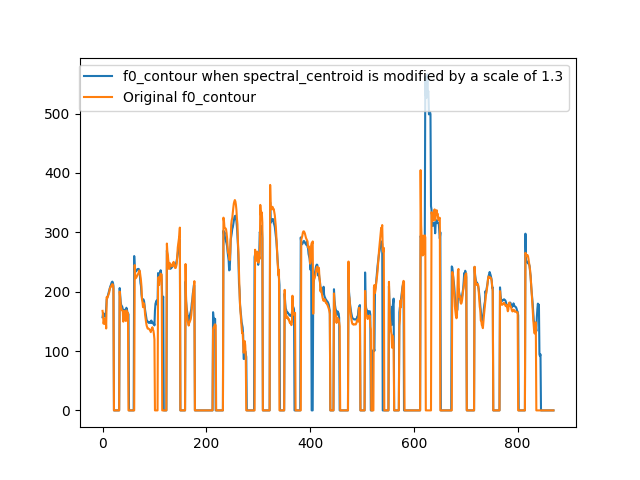 f0_contour when spectral_centroid is modified by a scale of 1.3
Original f0_contour
500
400
300
200
100
0
0 200 400 600 800